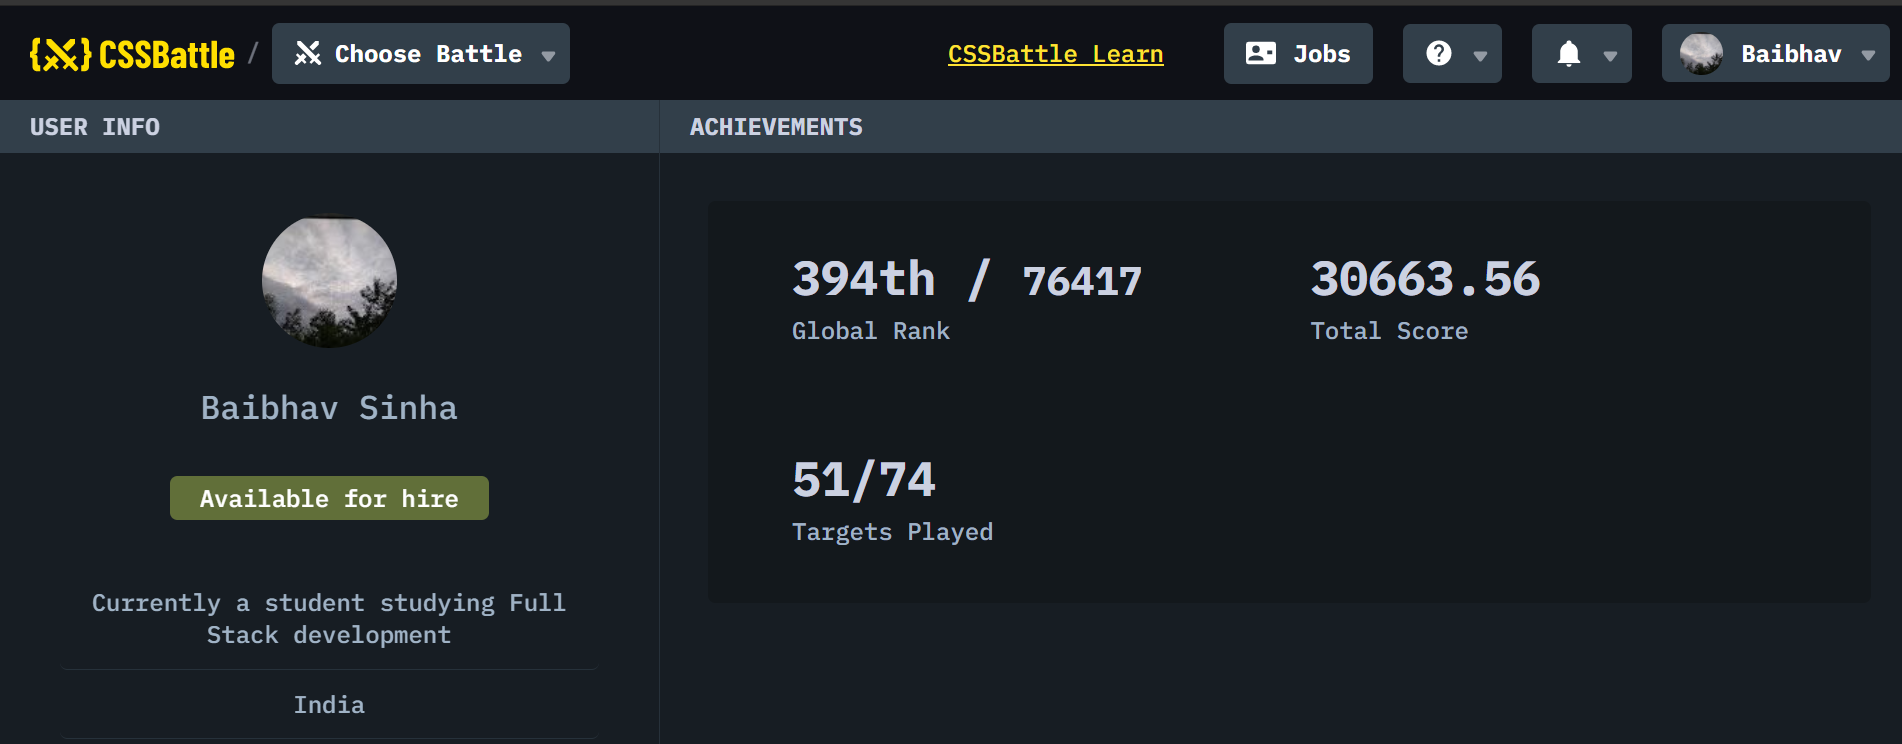 {⚔} CSSBattle / Choose Battle CSSBattle Learn Jobs Baibhav
USER INFO
ACHIEVEMENTS
Baibhav Sinha
Available for hire
Currently a student studying Full
Stack development
India
394th / 76417
Global Rank
30663.56
Total Score
51/74
Targets Played